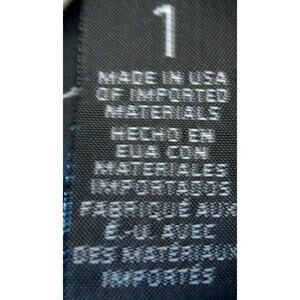 1
MADE IN USA
OF IMPORTED
MATERIALS
HECHO EN
EUA CON
MATERIALES
IMPORTADOS
FABRIQUÉ AUX
É.-U. AVEC
DES MATÉRIAUX
IMPORTÉS